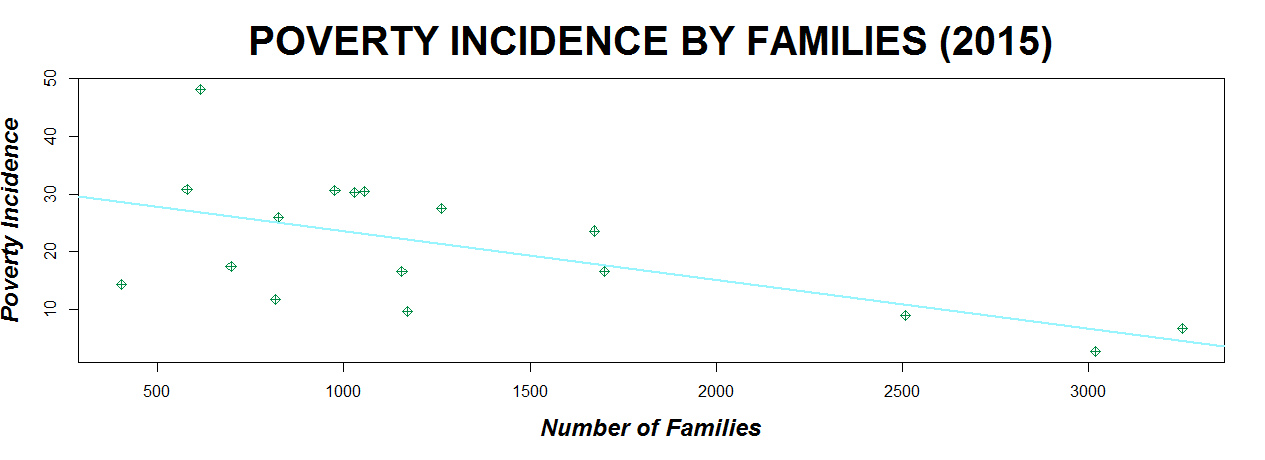 POVERTY INCIDENCE BY FAMILIES (2015)
Poverty Incidence
50
40
30
20
10
500 1000 1500 2000 2500 3000
Number of Families